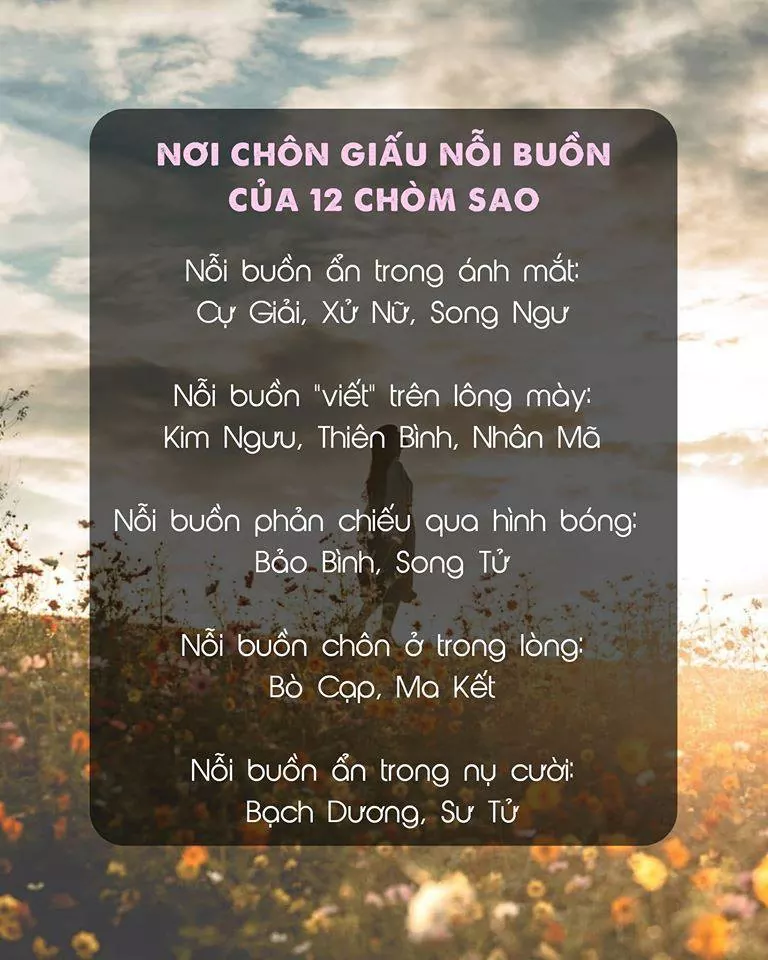 NƠI CHÔN GIẤU NỖI BUỒN
CỦA 12 CHÒM SAO
Nỗi buồn ẩn trong ánh mắt:
Cự Giải, Xử Nữ, Song Ngư
Nỗi buồn "viết" trên lông mày:
Kim Ngưu, Thiên Bình, Nhân Mã
Nỗi buồn phản chiếu qua hình bóng:
Bảo Bình, Song Tử
Nỗi buồn chôn ở trong lòng:
Bò Cạp, Ma Kết
Nỗi buồn ẩn trong nụ cười:
Bạch Dương, Sư Tử